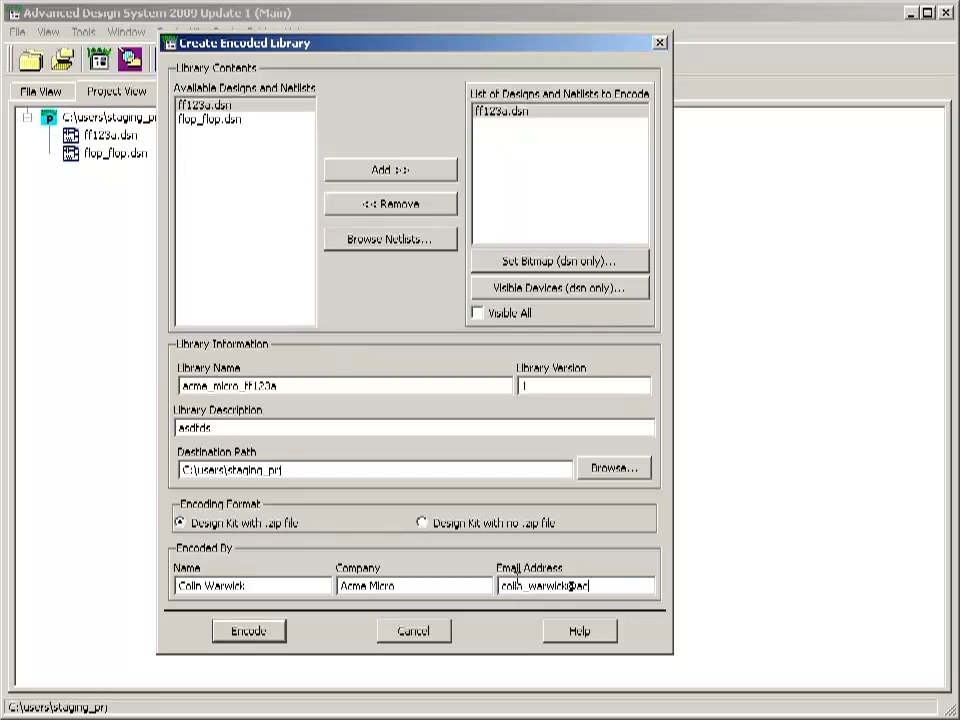 Advanced Design System 2009 Update 1 (Main)
File View Tools Window
Create Encoded Library
File View Project View
C:\users\staging_prj
ff123a.dsn
flop_flop.dsn
Library Contents
Available Designs and Netlists
ff123a.dsn
flop_flop.dsn
Add >>
<< Remove
Browse Netlists...
List of Designs and Netlists to Encode
ff123a.dsn
Set Bitmap (dsn only)...
Visible Devices (dsn only)...
Visible All
Library Information
Library Name
Library Version
acme_micro_ff123a
1
Library Description
asdfds
Destination Path
C:\users\staging_prj
Browse...
Encoding Format
Design Kit with .zip file
Design Kit with no .zip file
Encoded By
Name
Company
Email Address
Colin Warwick
Acme Micro
colin_warwick@ac
Encode
Cancel
Help
C:\users\staging_prj